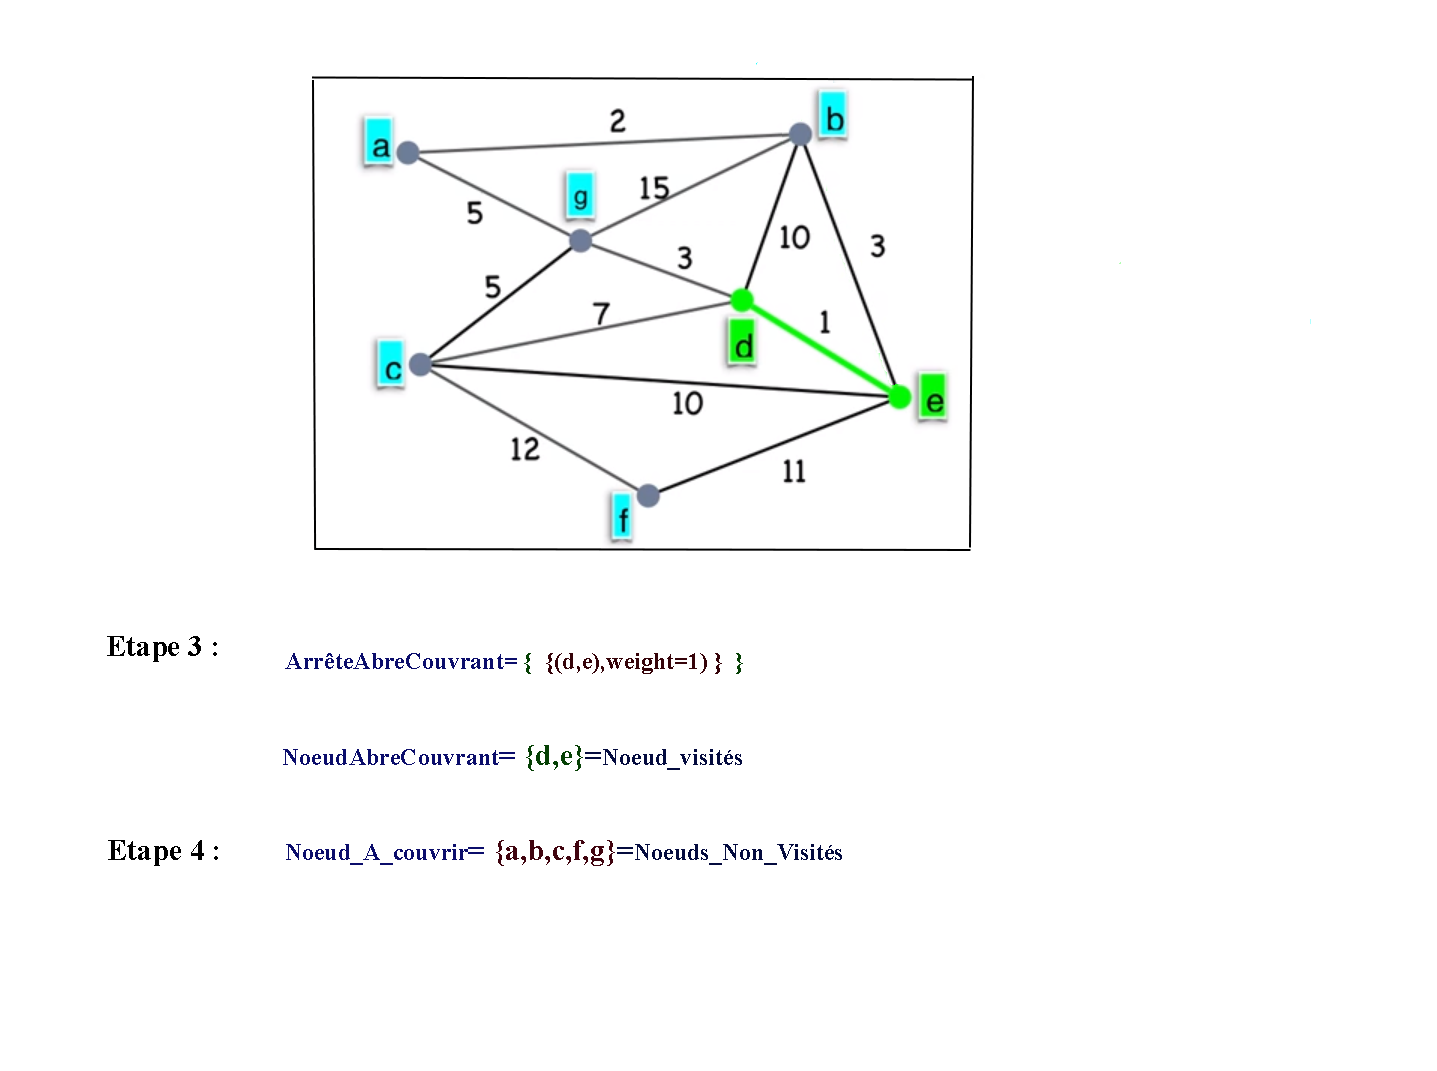 a
2
b
g
15
5
10
3
3
5
7
1
d
c
e
10
12
11
f
Etape 3 :
ArrêteAbreCouvrant= { {(d,e),weight=1) } }
NoeudAbreCouvrant= {d,e}=Noeud_visités
Etape 4 :
Noeud_A_couvrir= {a,b,c,f,g}=Noeuds_Non_Visités